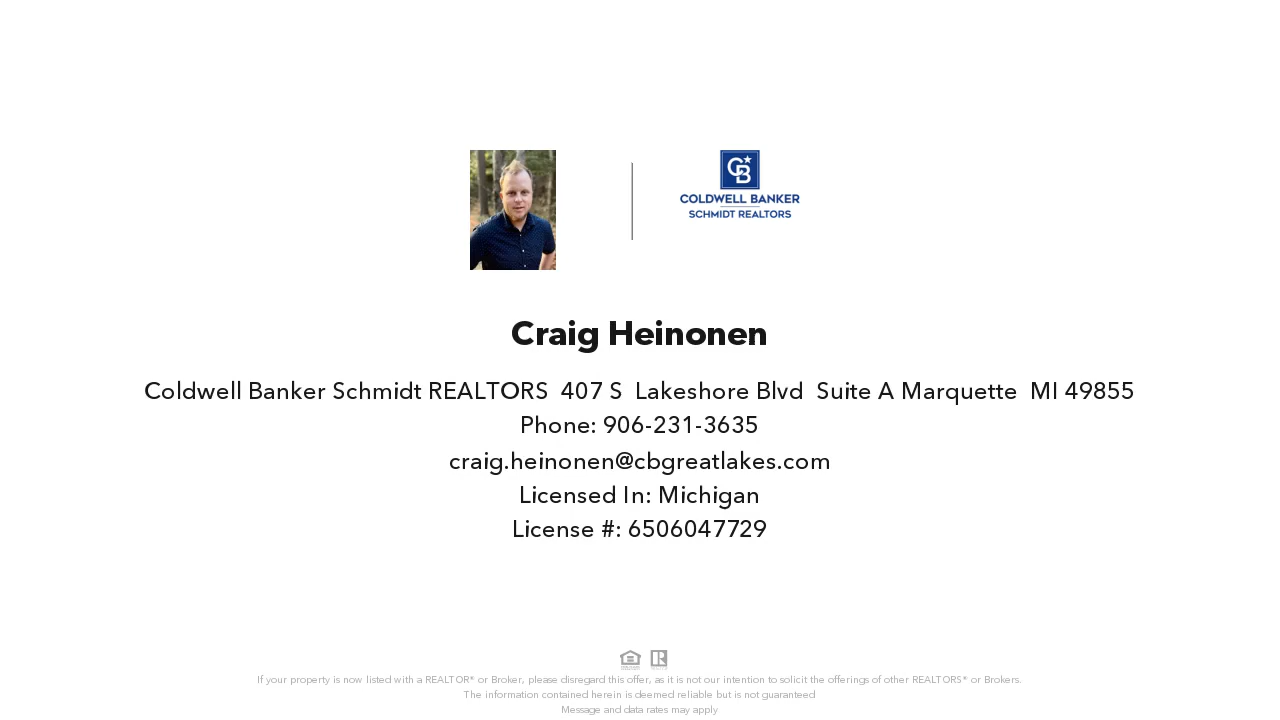 CB
COLDWELL BANKER
SCHMIDT REALTORS
Craig Heinonen
Coldwell Banker Schmidt REALTORS 407 S Lakeshore Blvd Suite A Marquette MI 49855
Phone: 906-231-3635
craig.heinonen@cbgreatlakes.com
Licensed In: Michigan
License #: 6506047729
If your property is now listed with a REALTOR® or Broker, please disregard this offer, as it is not our intention to solicit the offerings of other REALTORS® or Brokers.
The information contained herein is deemed reliable but is not guaranteed
Message and data rates may apply